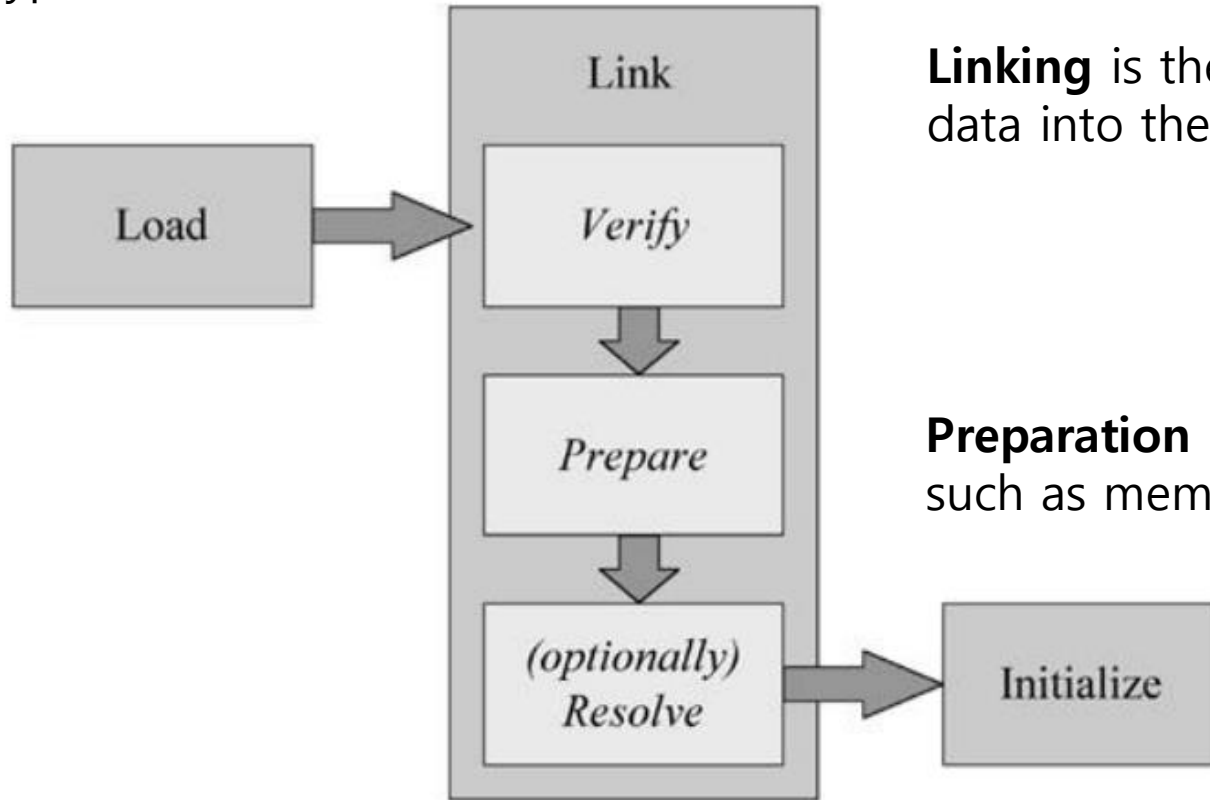 Link
Load
Verify
Prepare
(optionally)
Resolve
Initialize
Linking is the
data into the
Preparation
such as mem